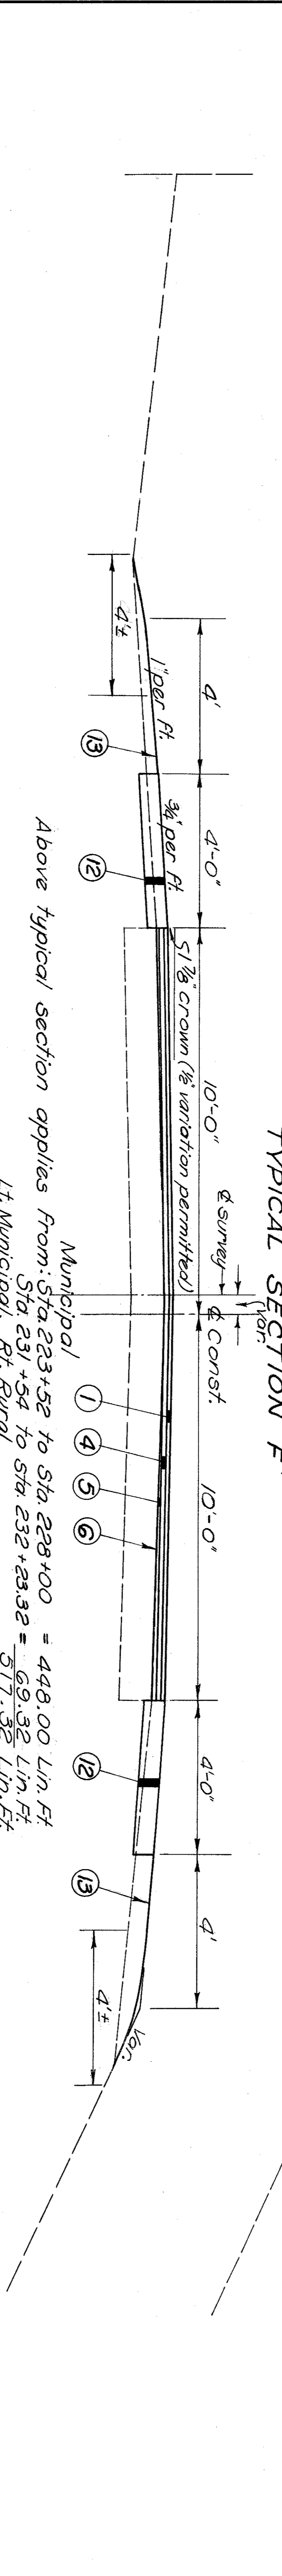 TYPICAL SECTION F
Var.
℄ Survey
℄ Const.
4'
4'-0"
10'-0"
10'-0"
4'-0"
4'
51⅞" crown (½" variation permitted)
1" per ft.
¾" per ft.
4'±
13
12
1
4
5
6
12
13
4'±
Var.
Municipal
Above typical section applies from: Sta. 223+52 to Sta. 228+00 = 448.00 Lin. Ft.
Sta. 231+54 to Sta. 232+23.32 = 69.32 Lin. Ft.
517.32 Lin. Ft.
Lt. Municipal, Rt. Rural